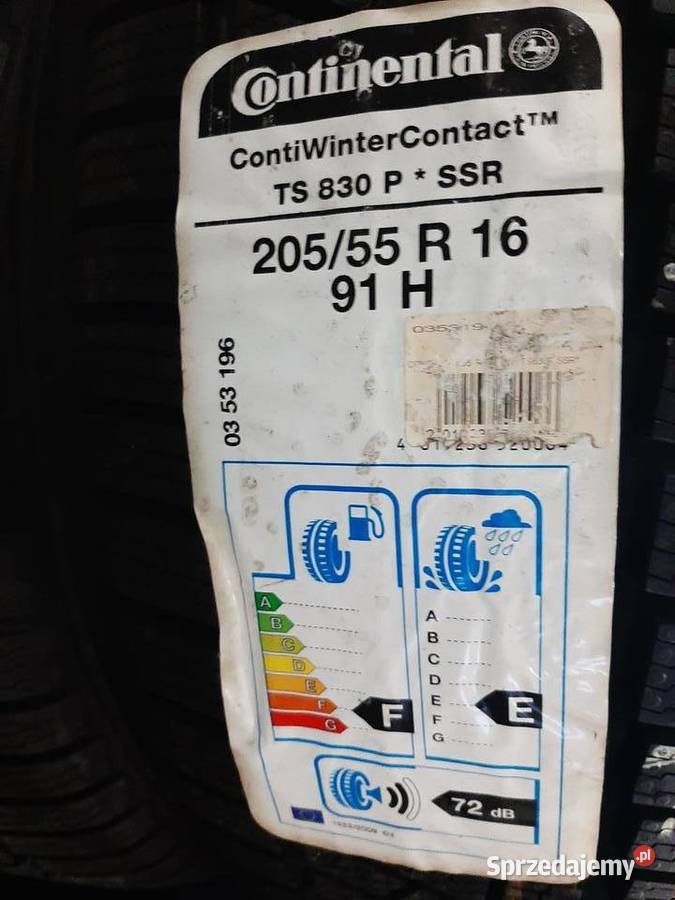 Continental
ContiWinterContact™
TS 830 P * SSR
205/55 R 16
91 H
03 53 196
A
B
C
D
E
F
G
F
A
B
C
D
E
F
G
E
72 dB
Sprzedajemy.pl